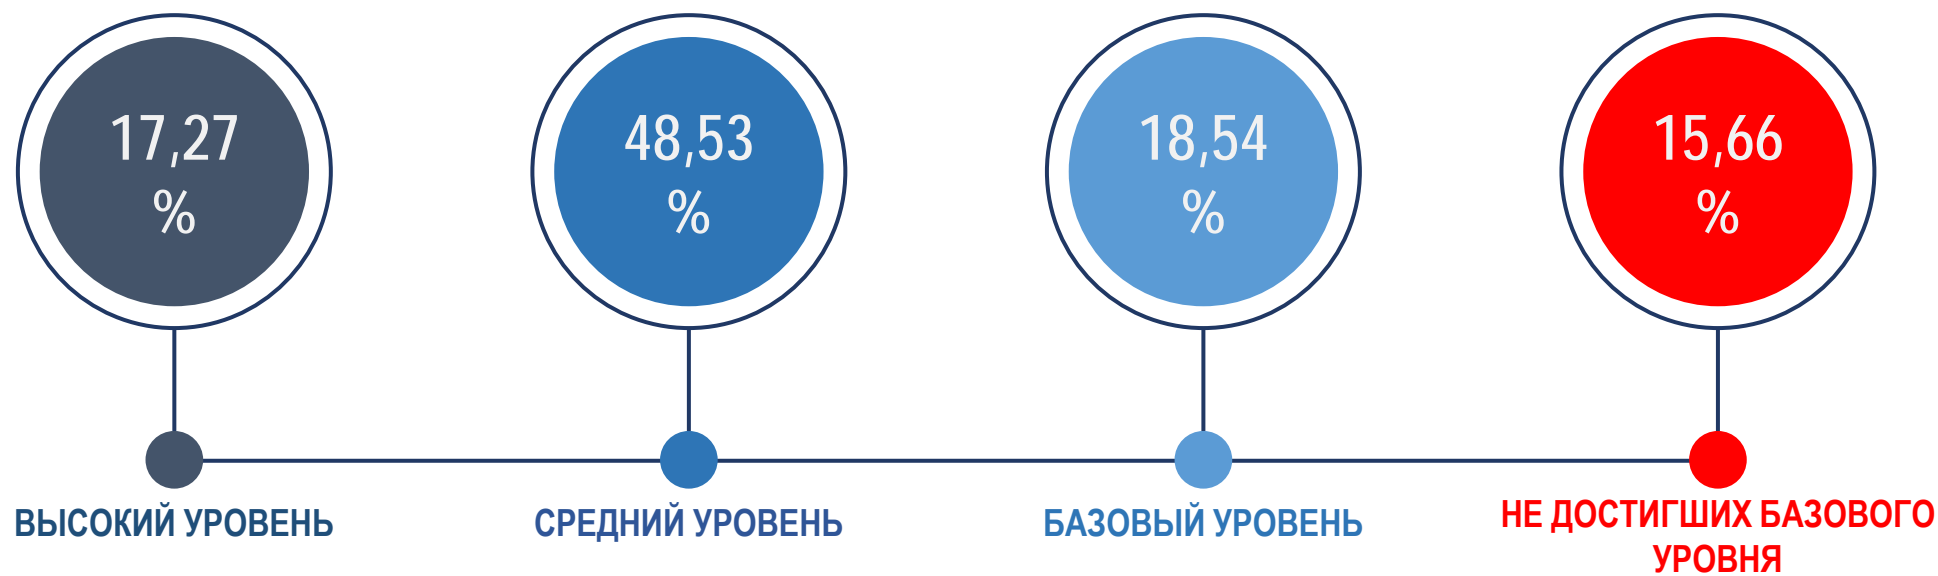 17,27
%
48,53
%
18,54
%
15,66
%
ВЫСОКИЙ УРОВЕНЬ
СРЕДНИЙ УРОВЕНЬ
БАЗОВЫЙ УРОВЕНЬ
НЕ ДОСТИГШИХ БАЗОВОГО
УРОВНЯ